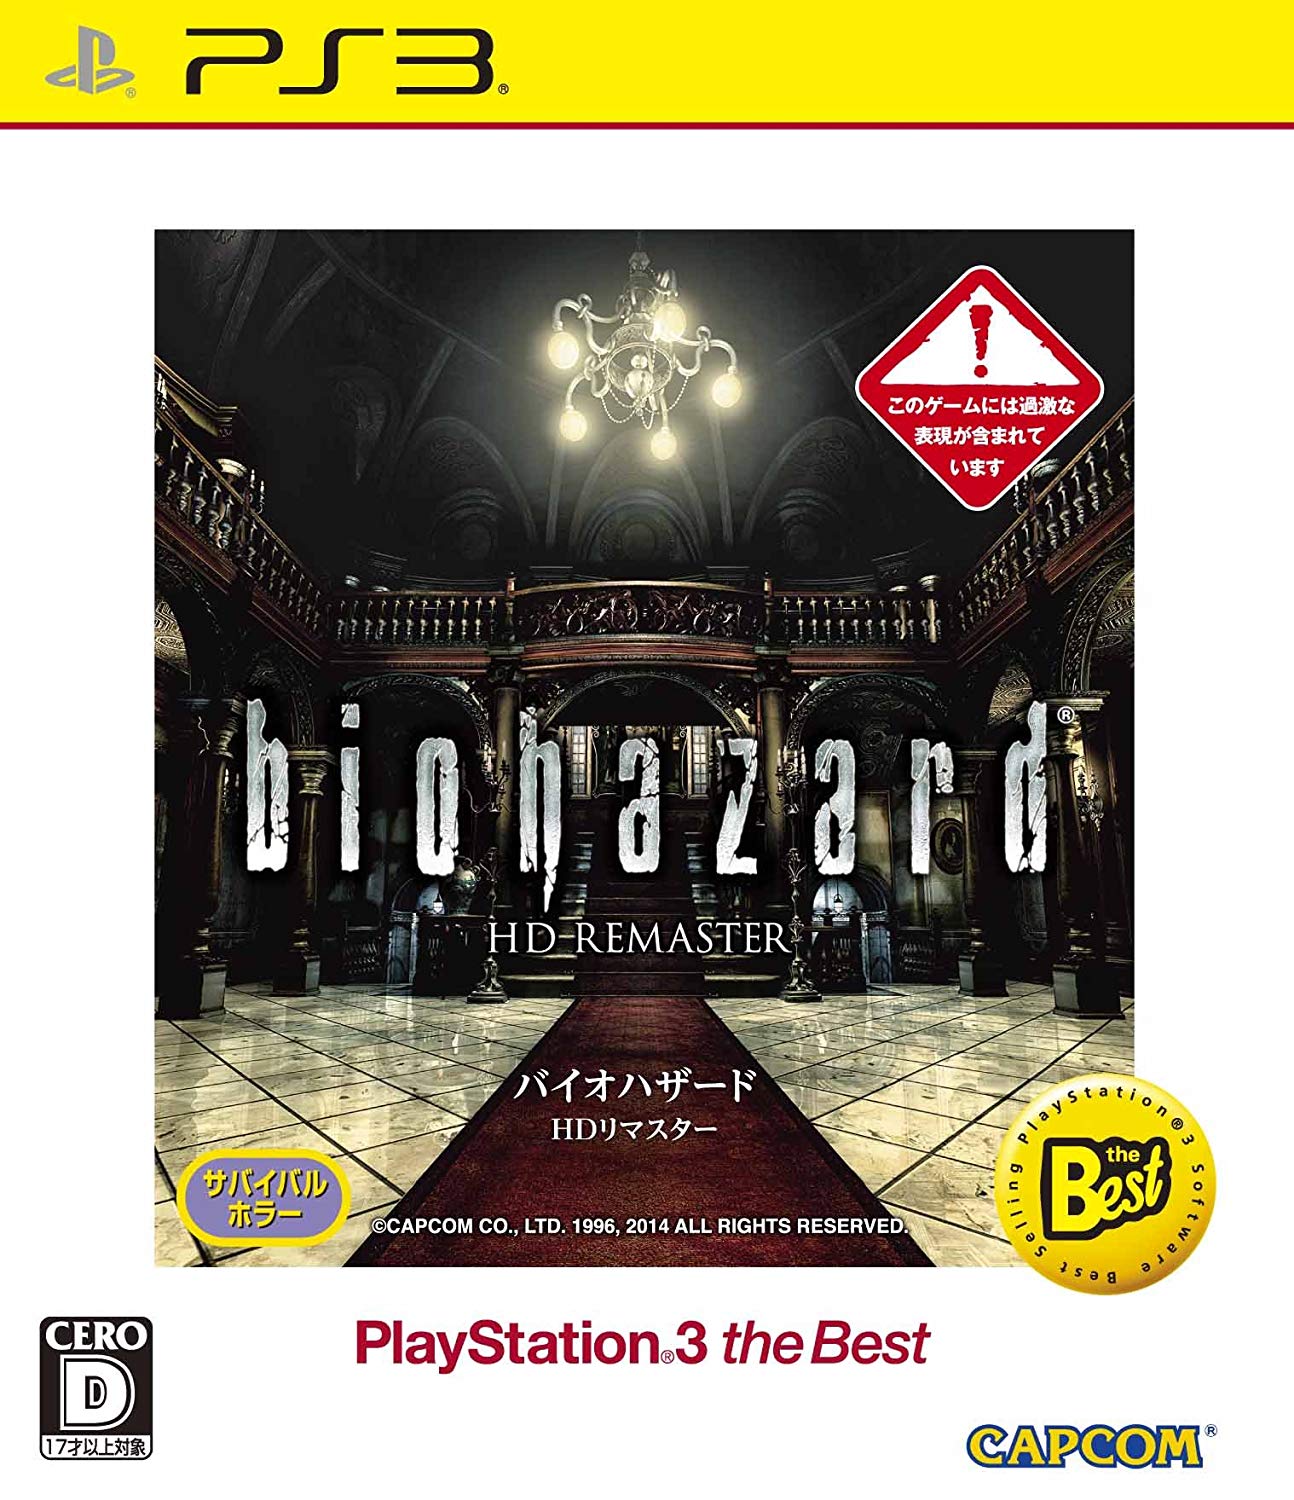 PS3®
このゲームには過激な
表現が含まれて
います
biohazard®
HD REMASTER
バイオハザード
HDリマスター
サバイバル
ホラー
©CAPCOM CO., LTD. 1996, 2014 ALL RIGHTS RESERVED.
PlayStation®3 Software Best Selling
the
Best
PlayStation®3 the Best
CERO
D
17才以上対象
CAPCOM®